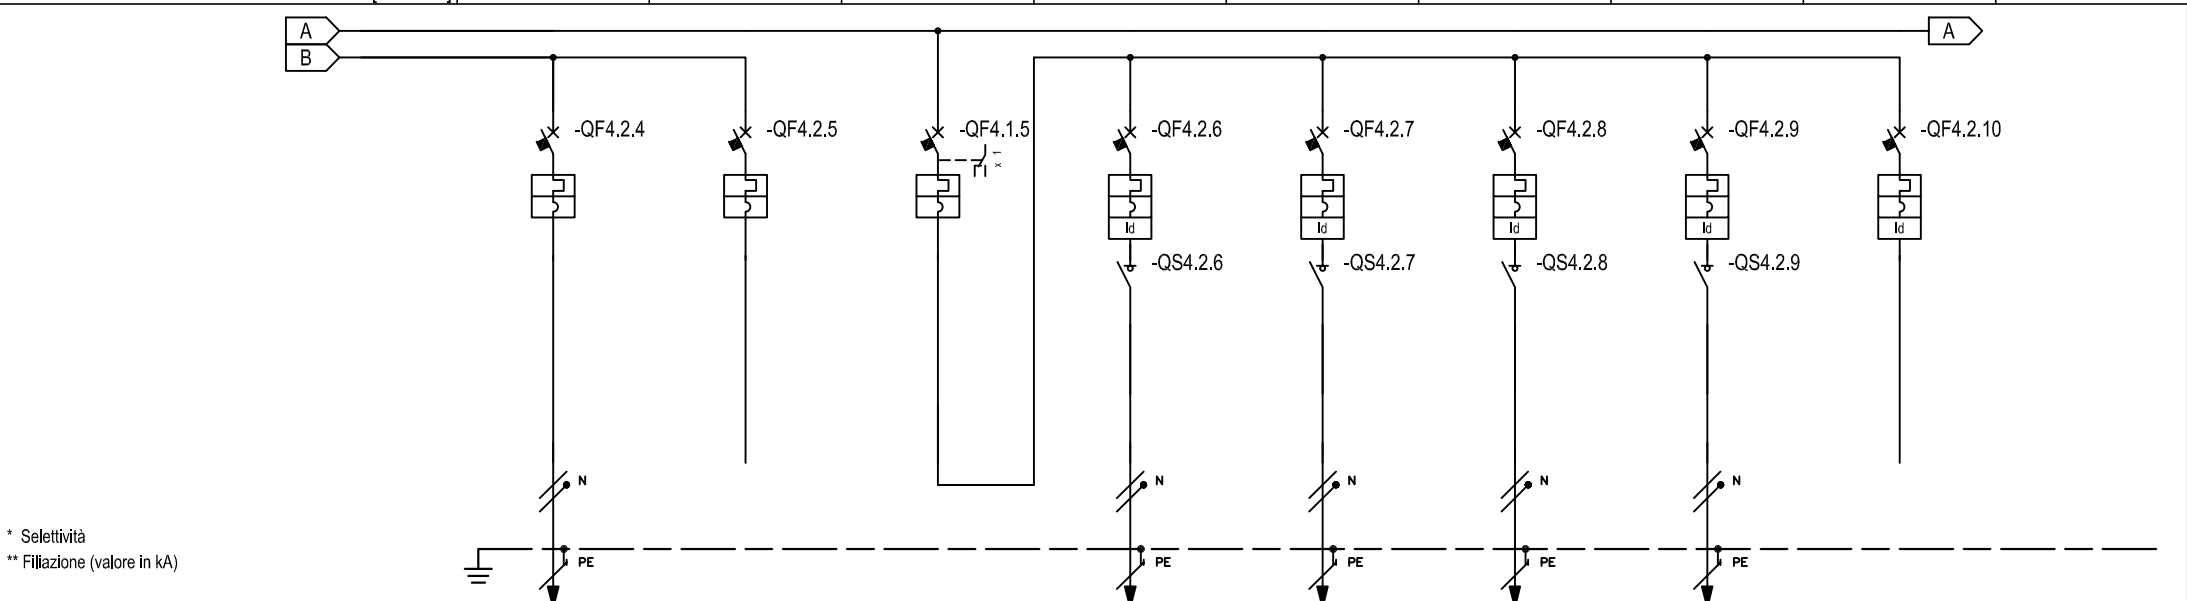 A
A
B
-QF4.2.4
-QF4.2.5
-QF4.1.5
-QF4.2.6
-QF4.2.7
-QF4.2.8
-QF4.2.9
-QF4.2.10
x 1
Id
Id
Id
Id
Id
-QS4.2.6
-QS4.2.7
-QS4.2.8
-QS4.2.9
N
N
N
N
N
* Selettività
** Filiazione (valore in kA)
PE
PE
PE
PE
PE